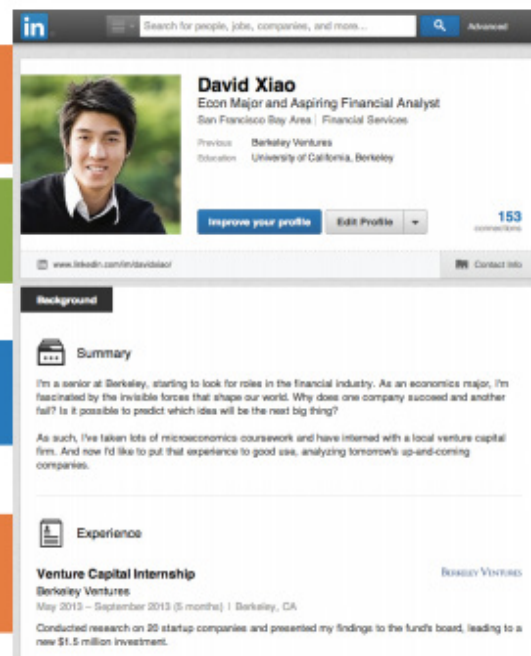 in
Search for people, jobs, companies, and more...
Advanced
David Xiao
Econ Major and Aspiring Financial Analyst
San Francisco Bay Area | Financial Services
Previous Berkeley Ventures
Education University of California, Berkeley
Improve your profile
Edit Profile
153
connections
www.linkedin.com/in/davidxiao/
Contact Info
Background
Summary
I'm a senior at Berkeley, starting to look for roles in the financial industry. As an economics major, I'm
fascinated by the invisible forces that shape our world. Why does one company succeed and another
fail? Is it possible to predict which idea will be the next big thing?
As such, I've taken lots of microeconomics coursework and have interned with a local venture capital
firm. And now I'd like to put that experience to good use, analyzing tomorrow's up-and-coming
companies.
Experience
Venture Capital Internship
BERKELEY VENTURES
Berkeley Ventures
May 2013 – September 2013 (5 months) | Berkeley, CA
Conducted research on 20 startup companies and presented my findings to the fund's board, leading to a
new $1.5 million investment.